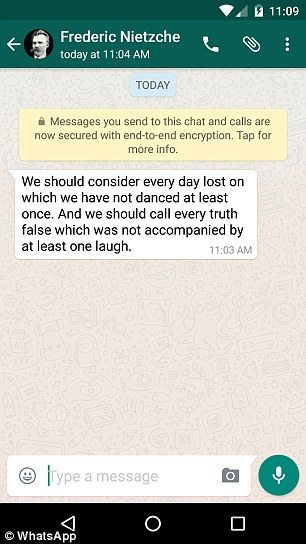 11:09
Frederic Nietzche
today at 11:04 AM
TODAY
Messages you send to this chat and calls are
now secured with end-to-end encryption. Tap for
more info.
We should consider every day lost on
which we have not danced at least
once. And we should call every truth
false which was not accompanied by
at least one laugh.
11:03 AM
Type a message
© WhatsApp